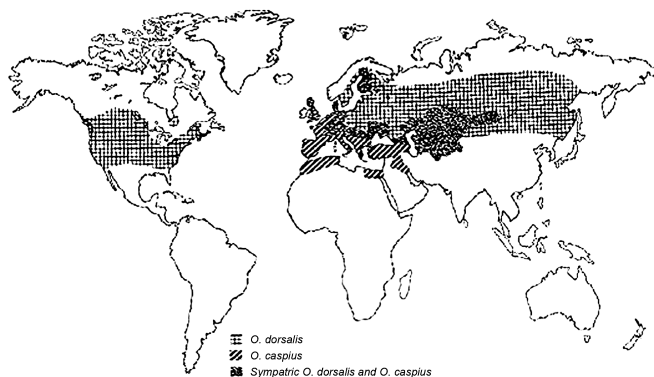 O. dorsalis
O. caspius
Sympatric O. dorsalis and O. caspius